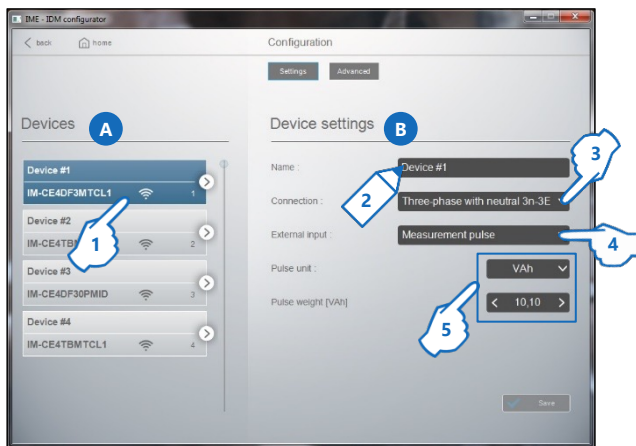 IME - IDM configurator
back
home
Configuration
Settings
Advanced
Devices
A
Device settings
B
Device #1
IM-CE4DF3MTCL1
1
1
Device #2
2
Device #3
IM-CE4DF30PMID
3
Device #4
IM-CE4TBMTCL1
4
Name :
Device #1
2
3
Connection :
Three-phase with neutral 3n-3E
External input :
Measurement pulse
4
Pulse unit :
VAh
Pulse weight [VAh]
10,10
5
Save